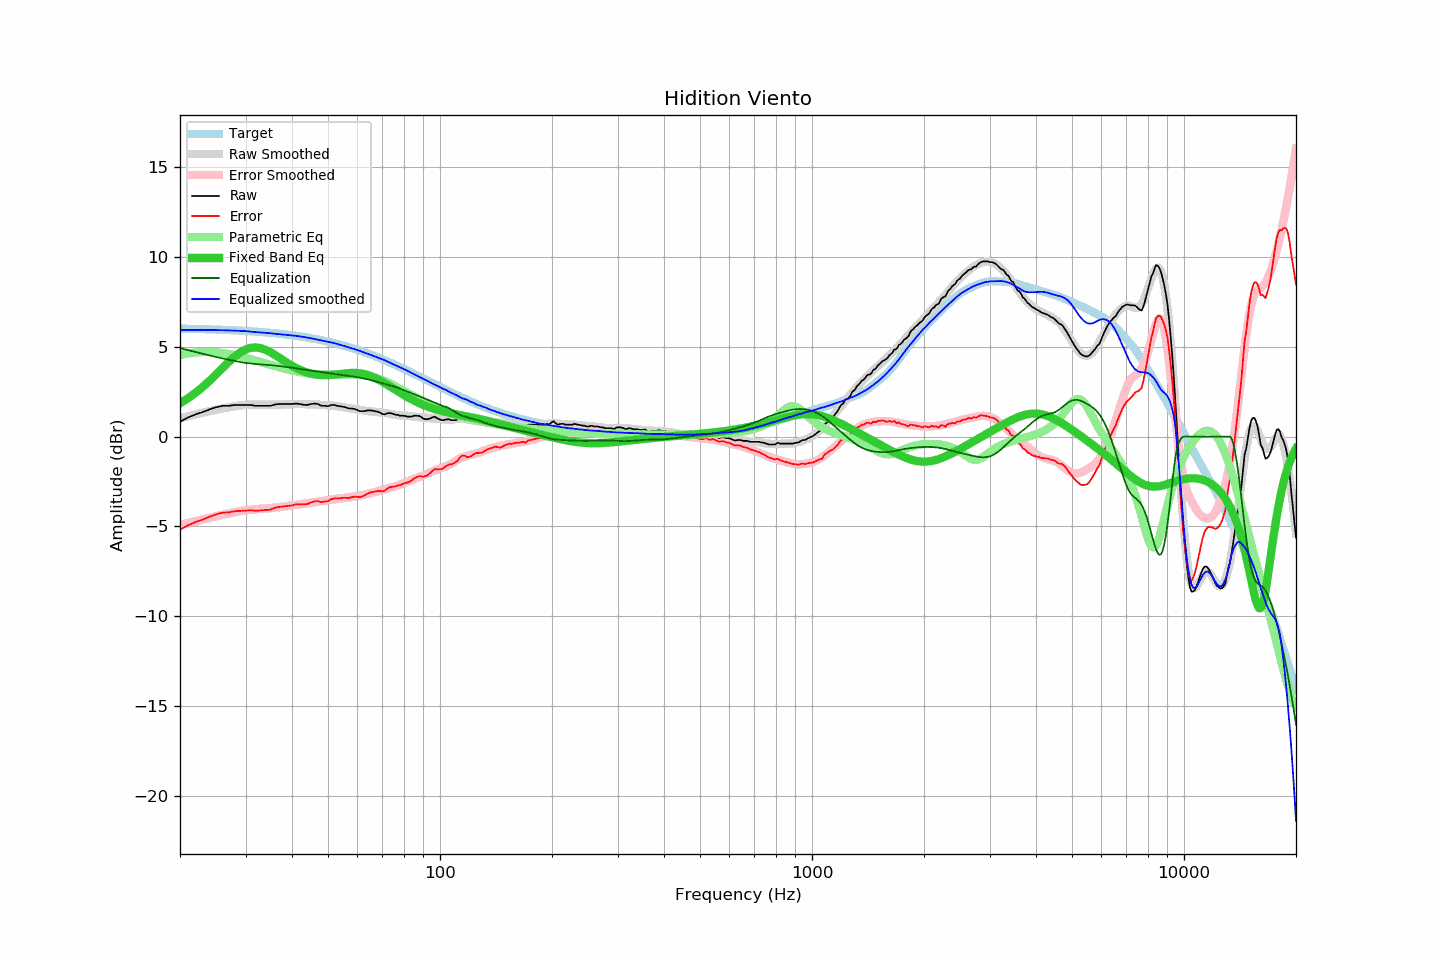 Hidition Viento
Target
Raw Smoothed
Error Smoothed
Raw
Error
Parametric Eq
Fixed Band Eq
Equalization
Equalized smoothed
15
10
5
0
−5
−10
−15
−20
Amplitude (dBr)
100
1000
10000
Frequency (Hz)